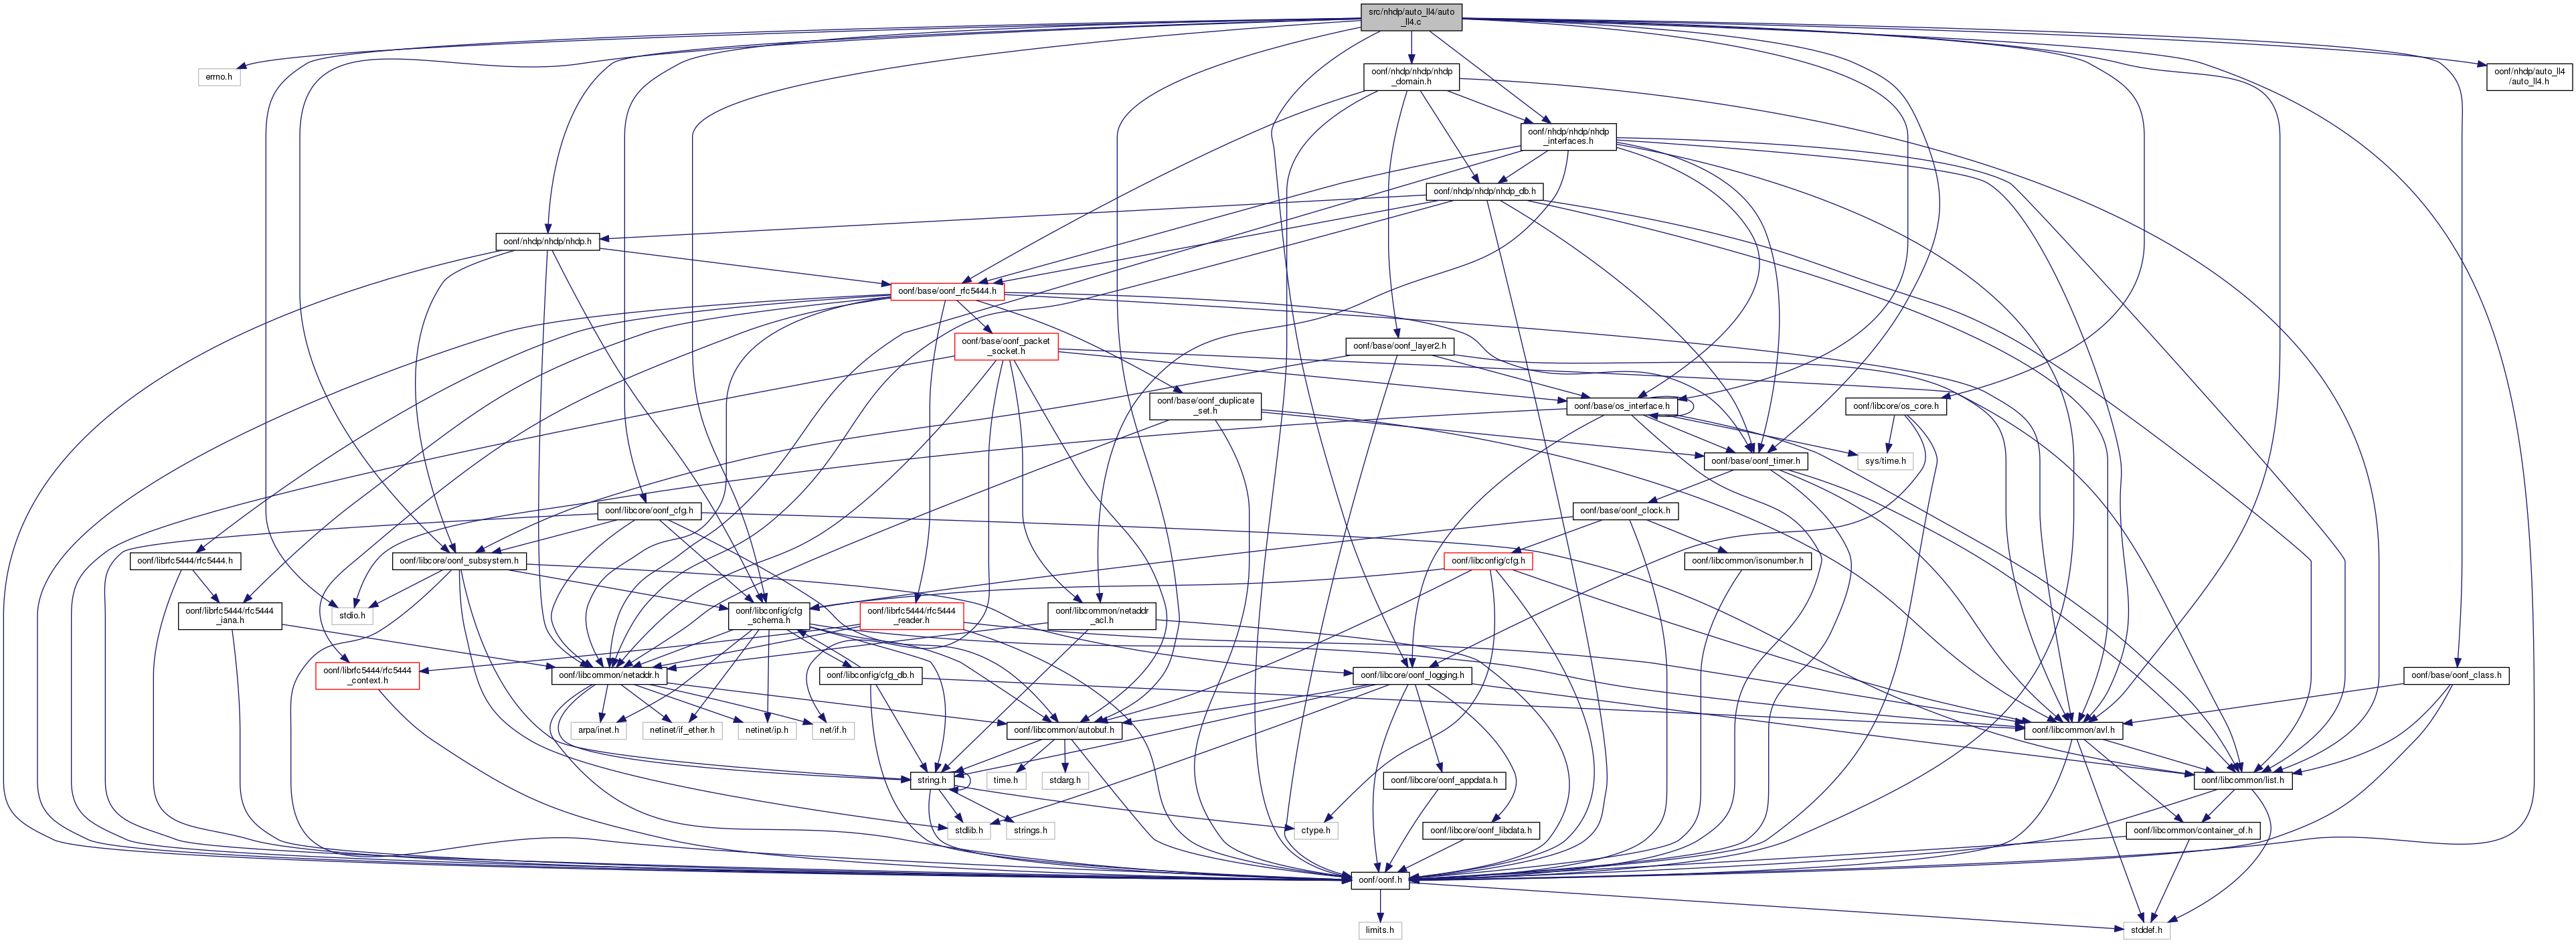 src/nhdp/auto_ll4/auto
_ll4.c
errno.h
oonf/nhdp/nhdp/nhdp
_domain.h
oonf/nhdp/auto_ll4
/auto_ll4.h
oonf/nhdp/nhdp/nhdp
_interfaces.h
oonf/nhdp/nhdp/nhdp_db.h
oonf/nhdp/nhdp/nhdp.h
oonf/base/oonf_rfc5444.h
oonf/base/oonf_packet
_socket.h
oonf/base/oonf_layer2.h
oonf/base/oonf_duplicate
_set.h
oonf/base/os_interface.h
oonf/libcore/os_core.h
oonf/base/oonf_timer.h
sys/time.h
oonf/libcore/oonf_cfg.h
oonf/base/oonf_clock.h
oonf/librfc5444/rfc5444.h
oonf/libcore/oonf_subsystem.h
oonf/libconfig/cfg.h
oonf/libcommon/isonumber.h
oonf/librfc5444/rfc5444
_iana.h
stdio.h
oonf/libconfig/cfg
_schema.h
oonf/librfc5444/rfc5444
_reader.h
oonf/libcommon/netaddr
_acl.h
oonf/librfc5444/rfc5444
_context.h
oonf/libcommon/netaddr.h
oonf/libconfig/cfg_db.h
oonf/libcore/oonf_logging.h
oonf/base/oonf_class.h
arpa/inet.h
netinet/if_ether.h
netinet/ip.h
net/if.h
oonf/libcommon/autobuf.h
oonf/libcommon/avl.h
string.h
time.h
stdarg.h
oonf/libcore/oonf_appdata.h
oonf/libcommon/list.h
stdlib.h
strings.h
ctype.h
oonf/libcore/oonf_libdata.h
oonf/libcommon/container_of.h
oonf/oonf.h
limits.h
stddef.h